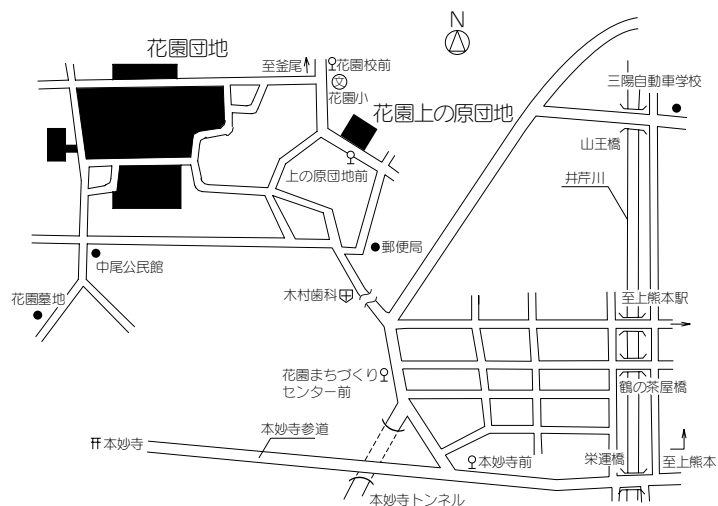 N
花園団地
至釜尾
花園校前
文
花園小
三陽自動車学校
花園上の原団地
山王橋
上の原団地前
井芹川
郵便局
中尾公民館
花園墓地
木村歯科
至上熊本駅
花園まちづくり
センター前
鶴の茶屋橋
本妙寺参道
本妙寺
本妙寺前
栄運橋
至上熊本
本妙寺トンネル